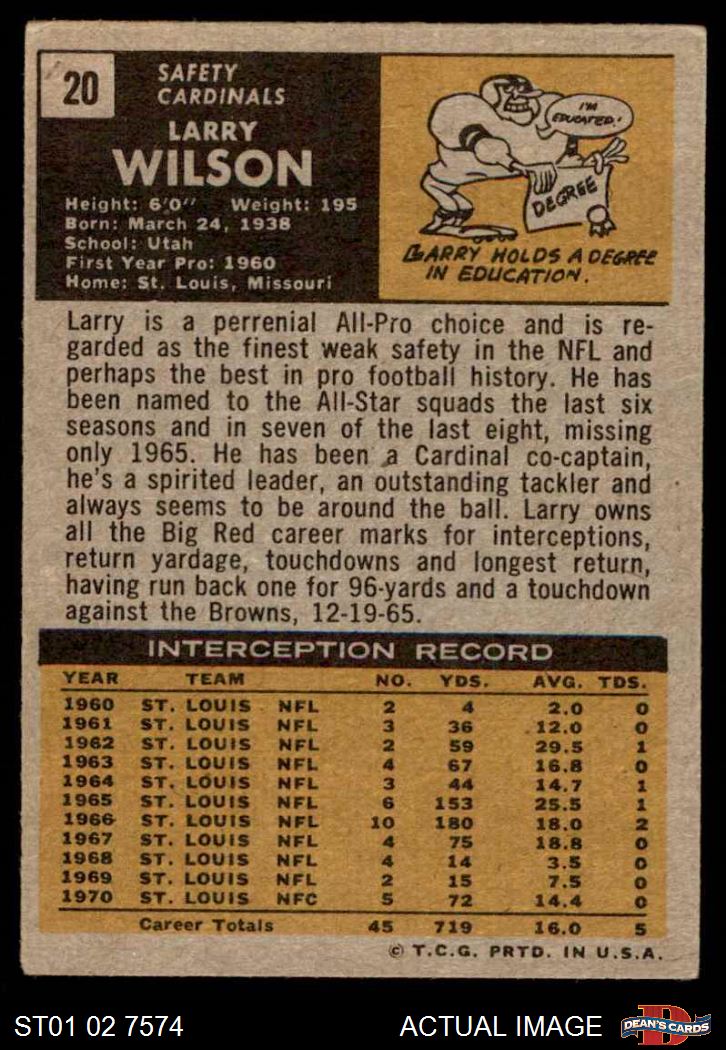 20
SAFETY
CARDINALS
LARRY
WILSON
Height: 6'0" Weight: 195
Born: March 24, 1938
School: Utah
First Year Pro: 1960
Home: St. Louis, Missouri
I'M
EDUCATED!
DEGREE
LARRY HOLDS A DEGREE
IN EDUCATION.
Larry is a perrenial All-Pro choice and is re-
garded as the finest weak safety in the NFL and
perhaps the best in pro football history. He has
been named to the All-Star squads the last six
seasons and in seven of the last eight, missing
only 1965. He has been a Cardinal co-captain,
he's a spirited leader, an outstanding tackler and
always seems to be around the ball. Larry owns
all the Big Red career marks for interceptions,
return yardage, touchdowns and longest return,
having run back one for 96-yards and a touchdown
against the Browns, 12-19-65.
INTERCEPTION RECORD
YEAR TEAM NO. YDS. AVG. TDS.
1960 ST. LOUIS NFL 2 4 2.0 0
1961 ST. LOUIS NFL 3 36 12.0 0
1962 ST. LOUIS NFL 2 59 29.5 1
1963 ST. LOUIS NFL 4 67 16.8 0
1964 ST. LOUIS NFL 3 44 14.7 1
1965 ST. LOUIS NFL 6 153 25.5 1
1966 ST. LOUIS NFL 10 180 18.0 2
1967 ST. LOUIS NFL 4 75 18.8 0
1968 ST. LOUIS NFL 4 14 3.5 0
1969 ST. LOUIS NFL 2 15 7.5 0
1970 ST. LOUIS NFC 5 72 14.4 0
Career Totals 45 719 16.0 5
© T.C.G. PRTD. IN U.S.A.
ST01 02 7574 ACTUAL IMAGE
D
DEAN'S CARDS